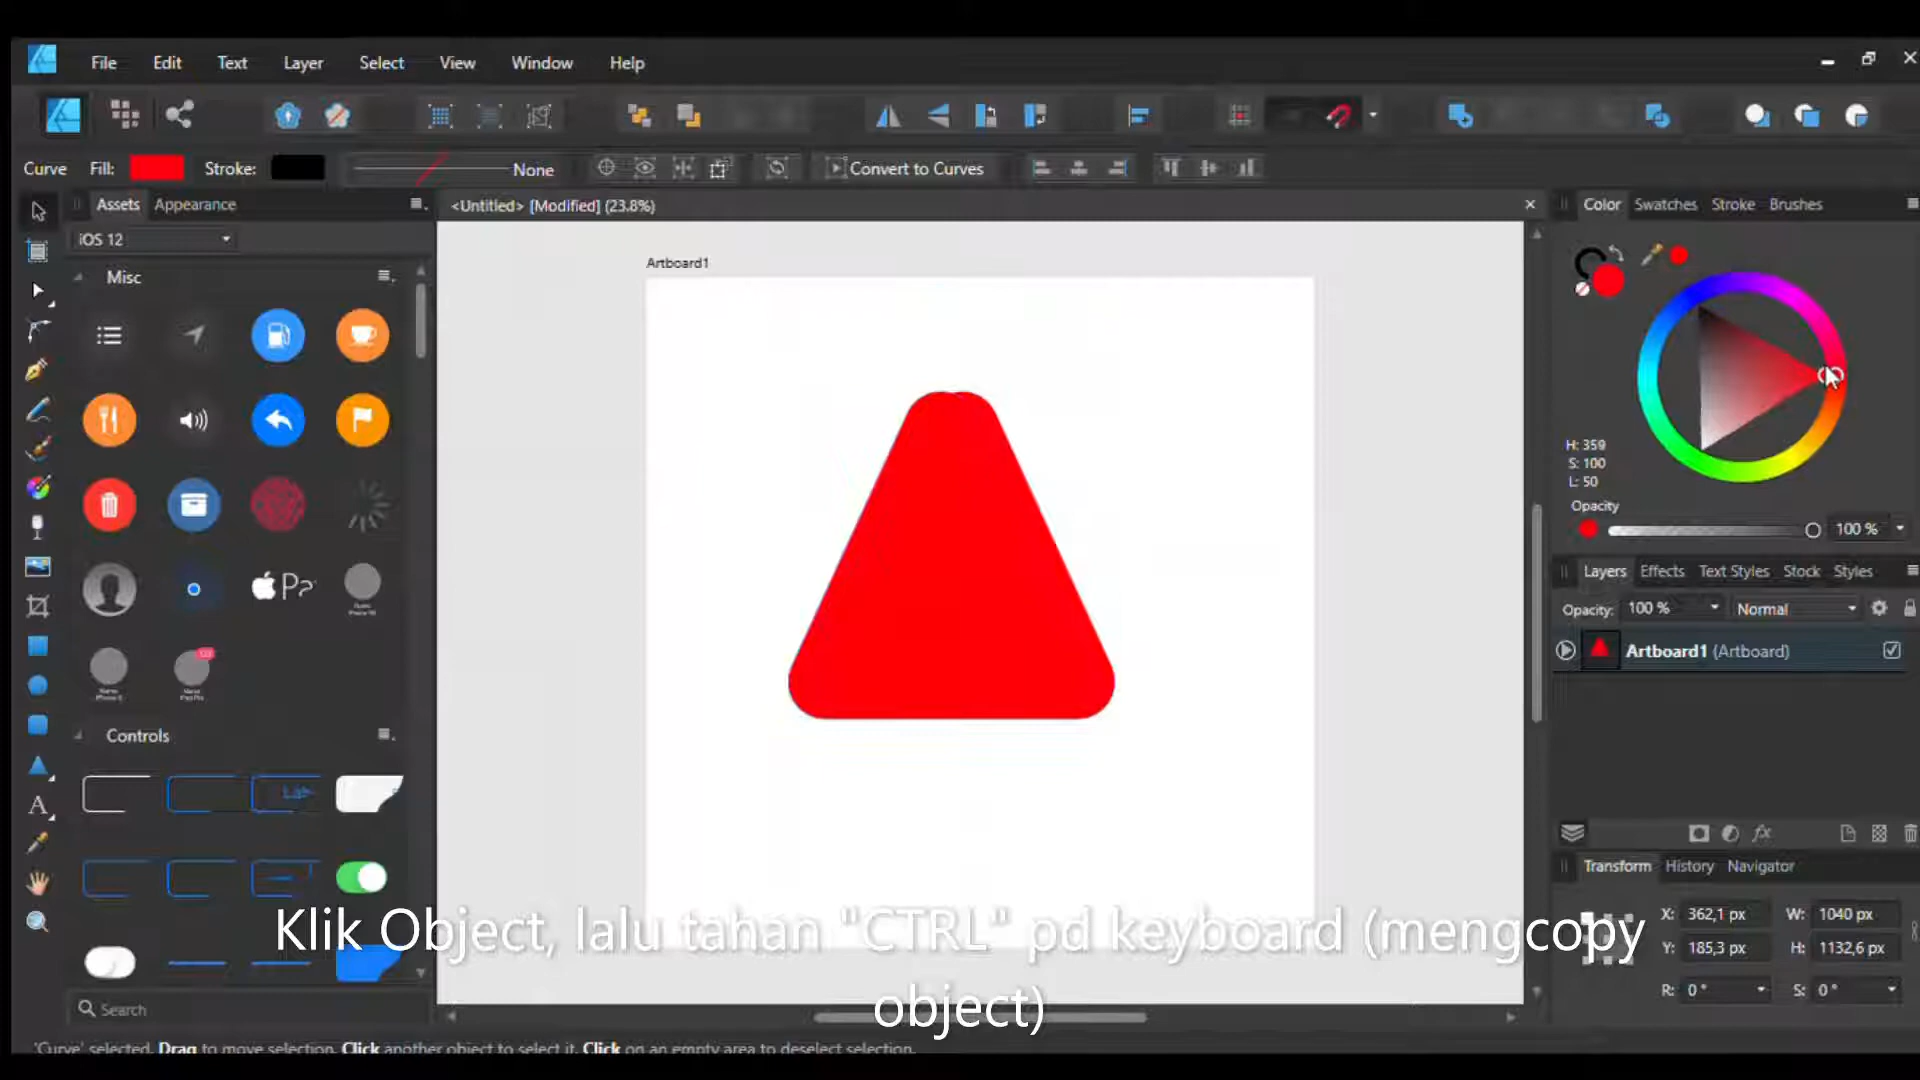 File Edit Text Layer Select View Window Help
Curve Fill: Stroke: None Convert to Curves
Assets Appearance
<Untitled> [Modified] (23.8%)
Color Swatches Stroke Brushes
iOS 12
Misc
Artboard1
H: 359
S: 100
L: 50
Opacity
100 %
Layers Effects Text Styles Stock Styles
Opacity: 100 % Normal
Artboard1 (Artboard)
Controls
Transform History Navigator
X: 362,1 px W: 1040 px
Y: 185,3 px H: 1132,6 px
R: 0 ° S: 0 °
Klik Object, lalu tahan "CTRL" pd keyboard (mengcopy
object)
Search
'Curve' selected. Drag to move selection. Click another object to select it. Click on an empty area to deselect selection.